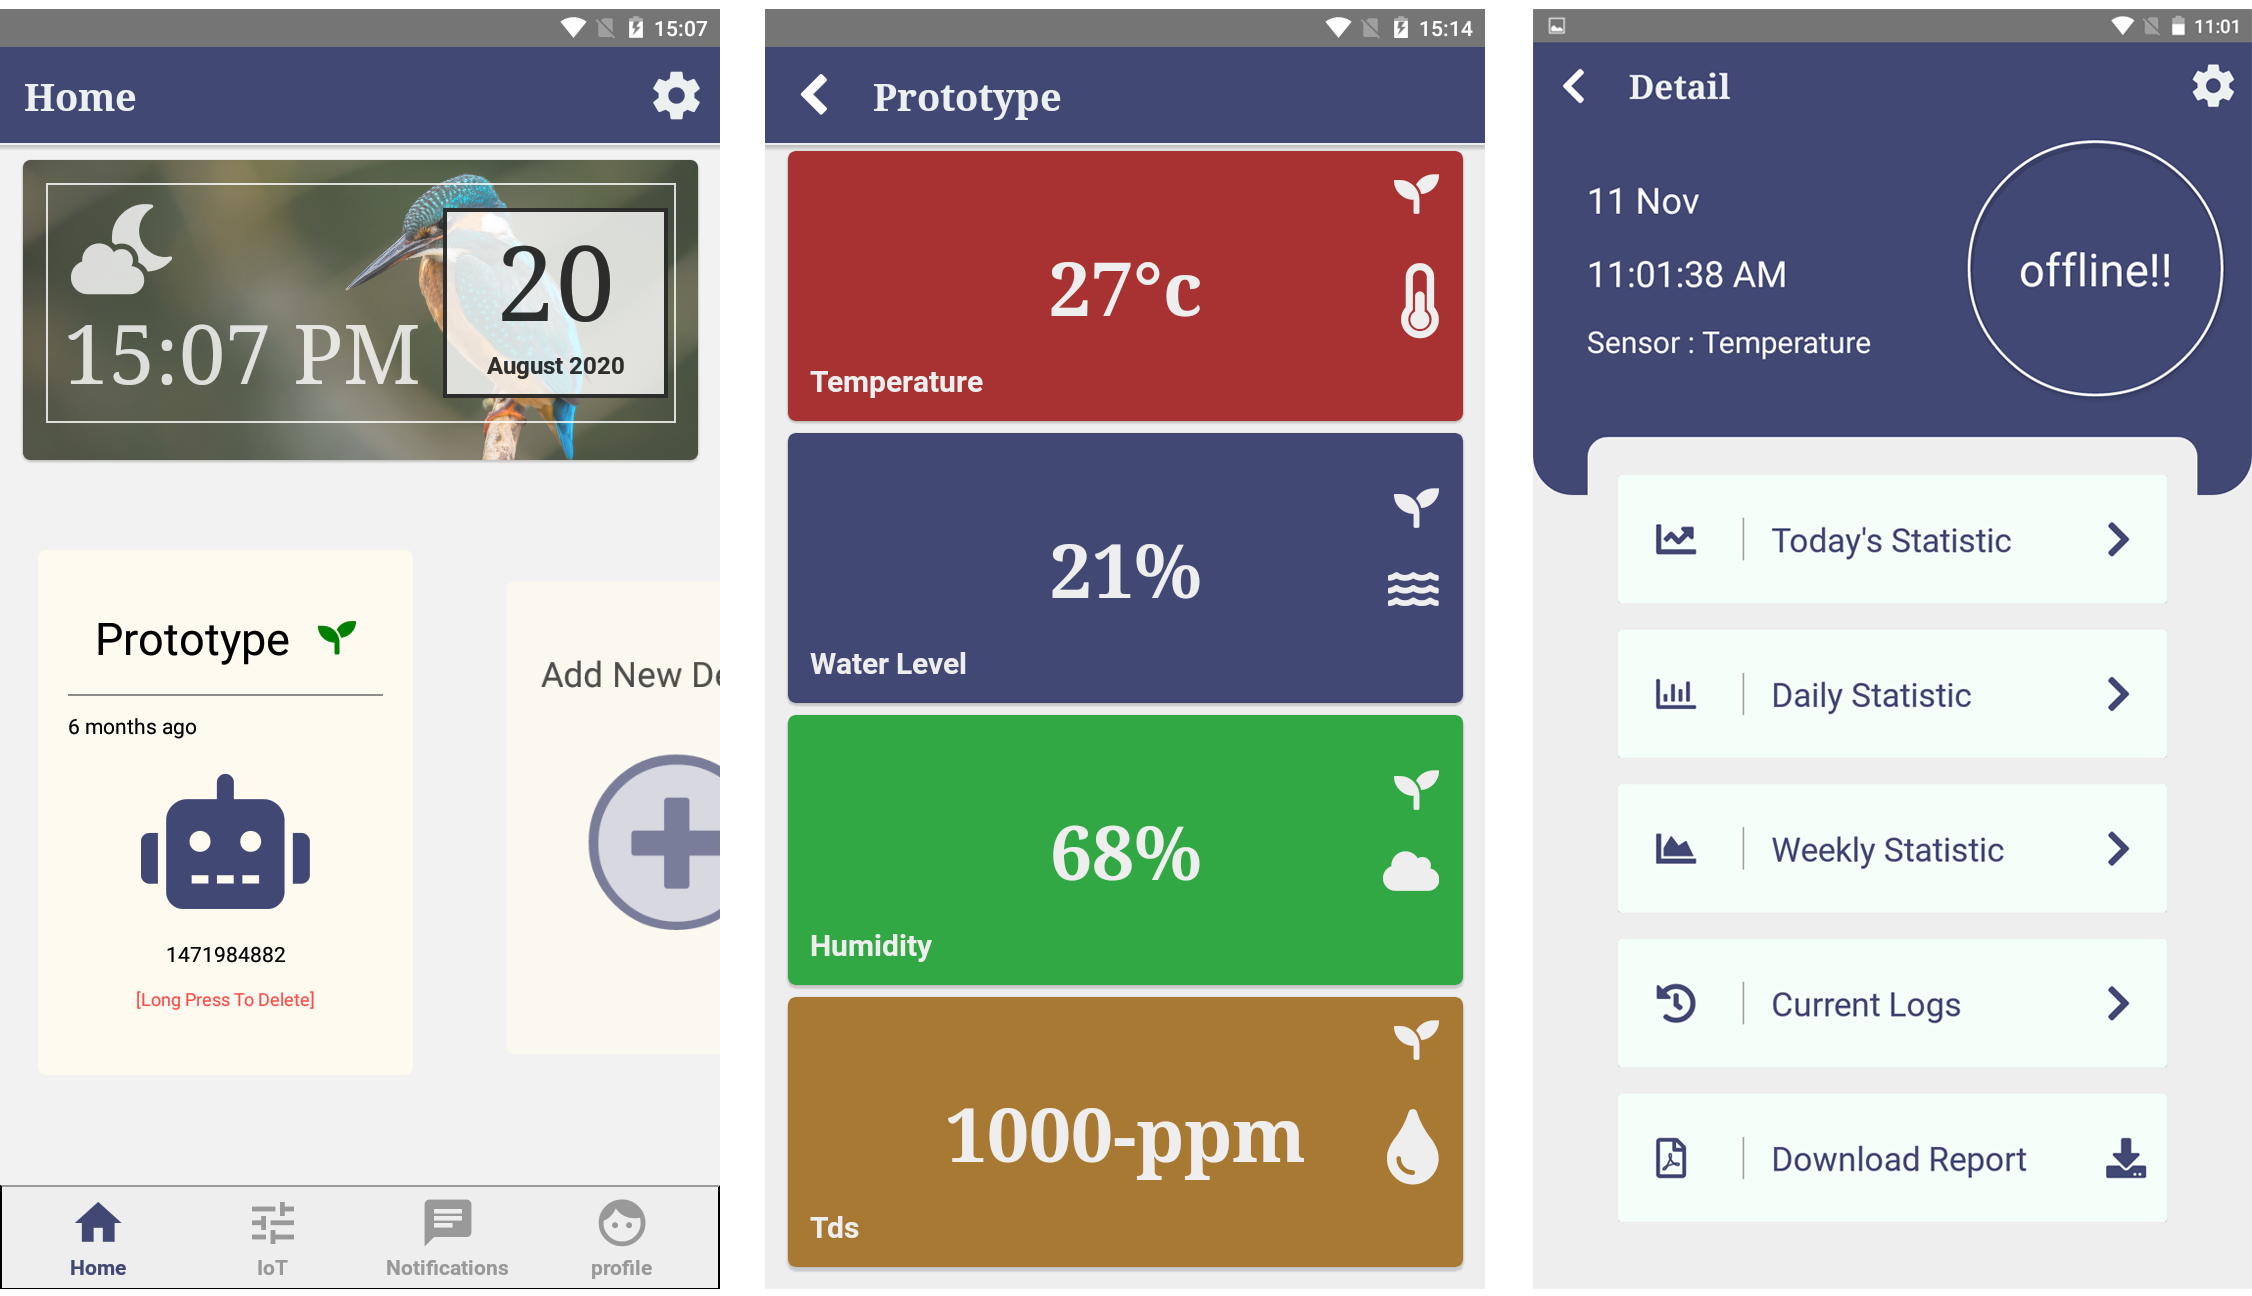 15:07
Home
15:07 PM
20
August 2020
Prototype
6 months ago
1471984882
[Long Press To Delete]
Add New De
Home
IoT
Notifications
profile
15:14
Prototype
27°c
Temperature
21%
Water Level
68%
Humidity
1000-ppm
Tds
11:01
Detail
11 Nov
11:01:38 AM
Sensor : Temperature
offline!!
Today's Statistic
Daily Statistic
Weekly Statistic
Current Logs
Download Report